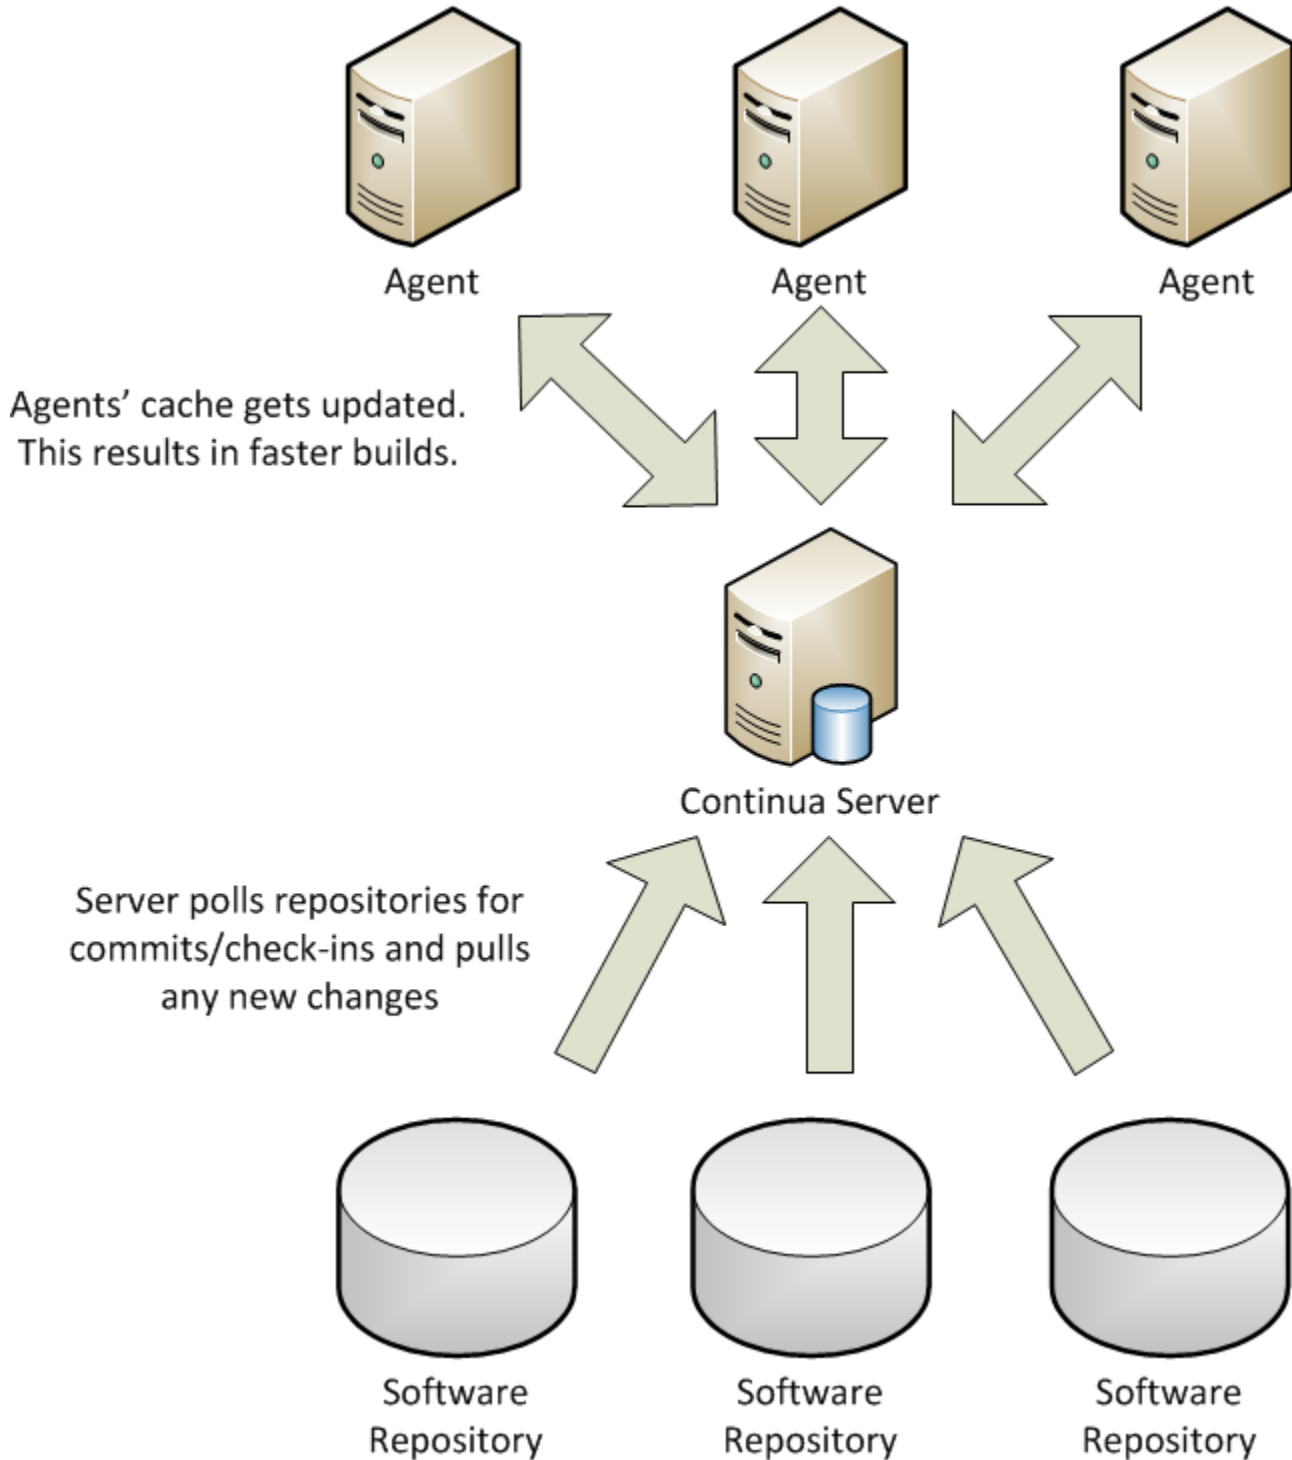 Agent
Agent
Agent
Agents’ cache gets updated.
This results in faster builds.
Continua Server
Server polls repositories for
commits/check-ins and pulls
any new changes
Software
Repository
Software
Repository
Software
Repository